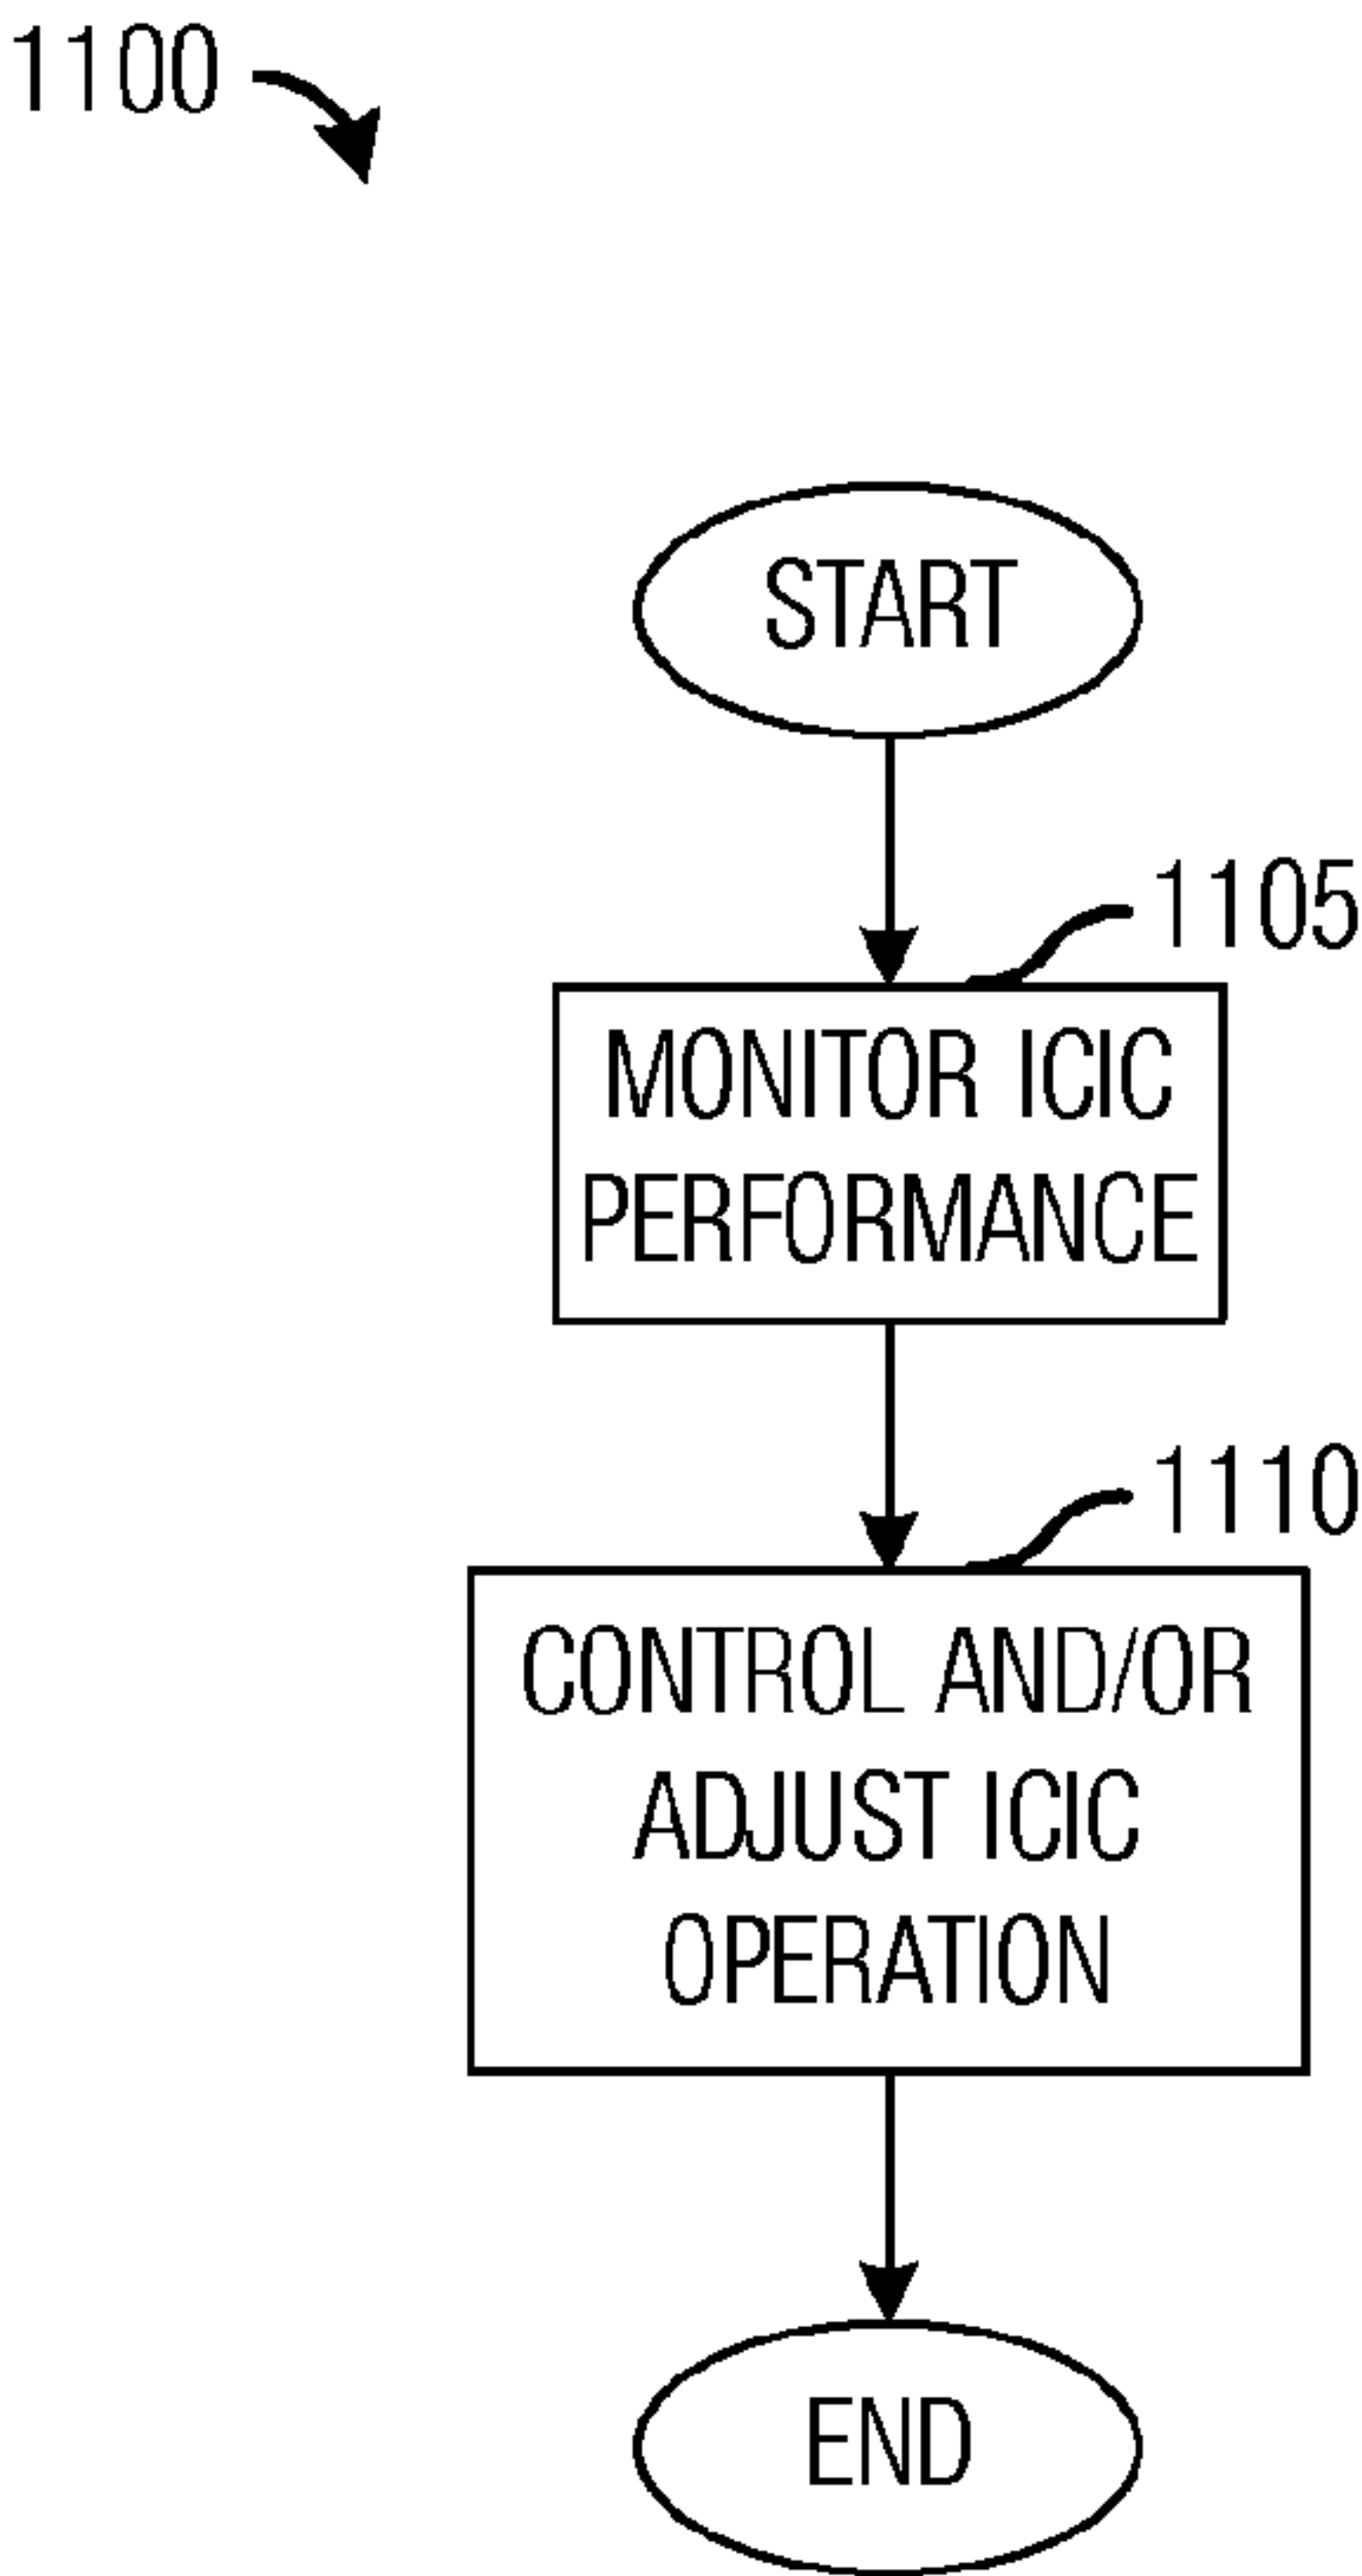 1100
START
1105
MONITOR ICIC
PERFORMANCE
1110
CONTROL AND/OR
ADJUST ICIC
OPERATION
END